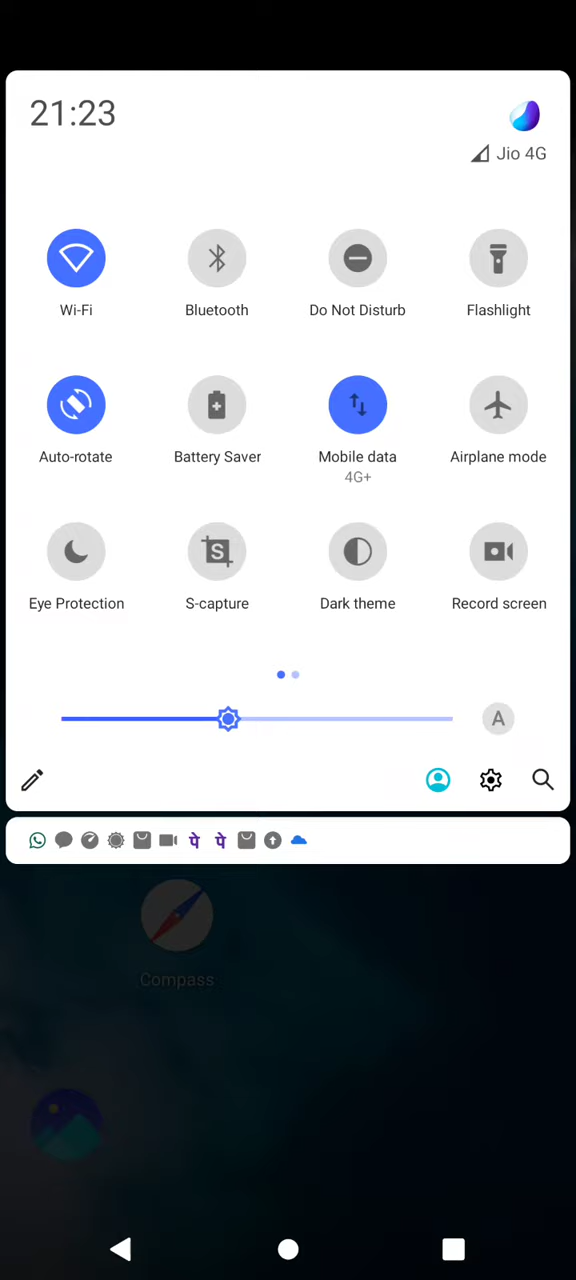 21:23
Jio 4G
Wi-Fi
Bluetooth
Do Not Disturb
Flashlight
Auto-rotate
Battery Saver
Mobile data
4G+
Airplane mode
Eye Protection
S
S-capture
Dark theme
Record screen
A
पे पे
Compass